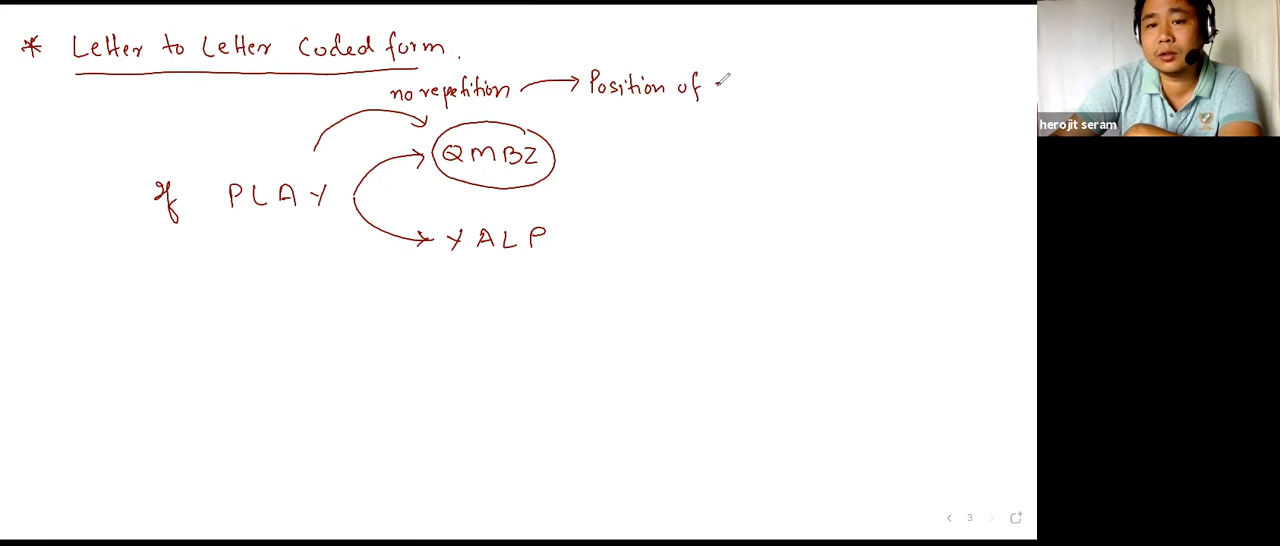 * Letter to Letter Coded form.
no repetition → Position of
QMBZ
If PLAY
YALP
herojit seram
3